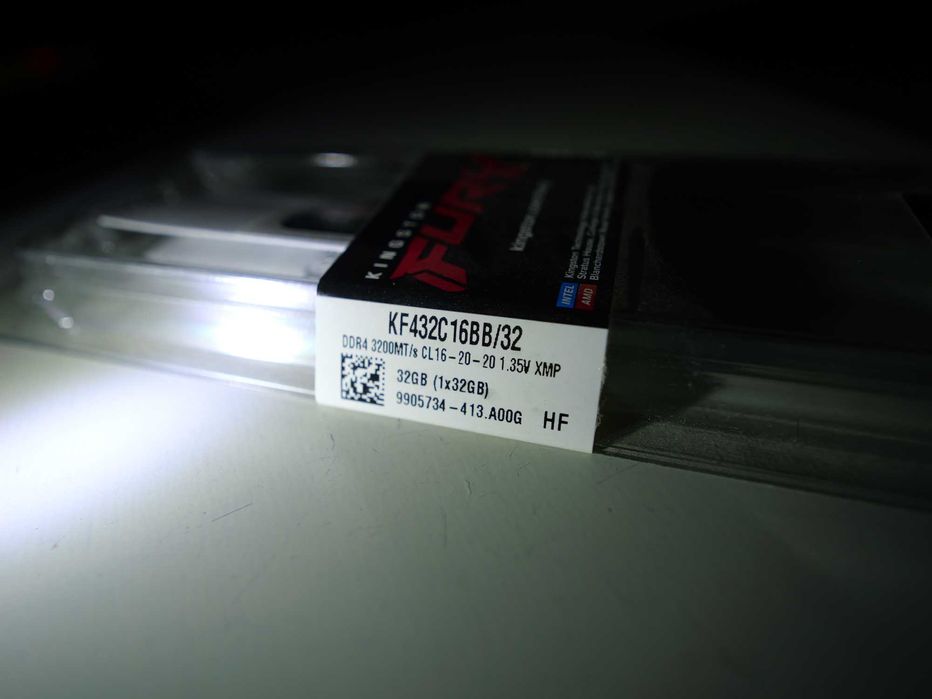 KINGSTON
FURY
INTEL
AMD
Kingston
KF432C16BB/32
DDR4 3200MT/s CL16-20-20 1.35V XMP
32GB (1x32GB)
9905734-413.A00G HF